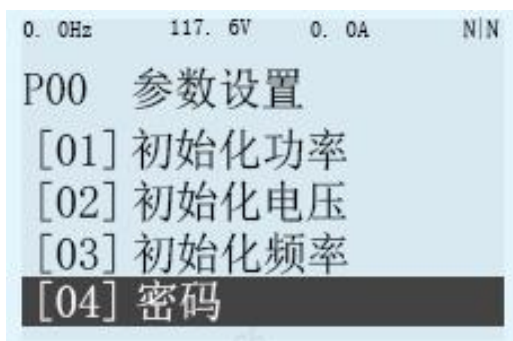 0. 0Hz 117. 6V 0. 0A N|N
P00 参数设置
[01] 初始化功率
[02] 初始化电压
[03] 初始化频率
[04] 密码